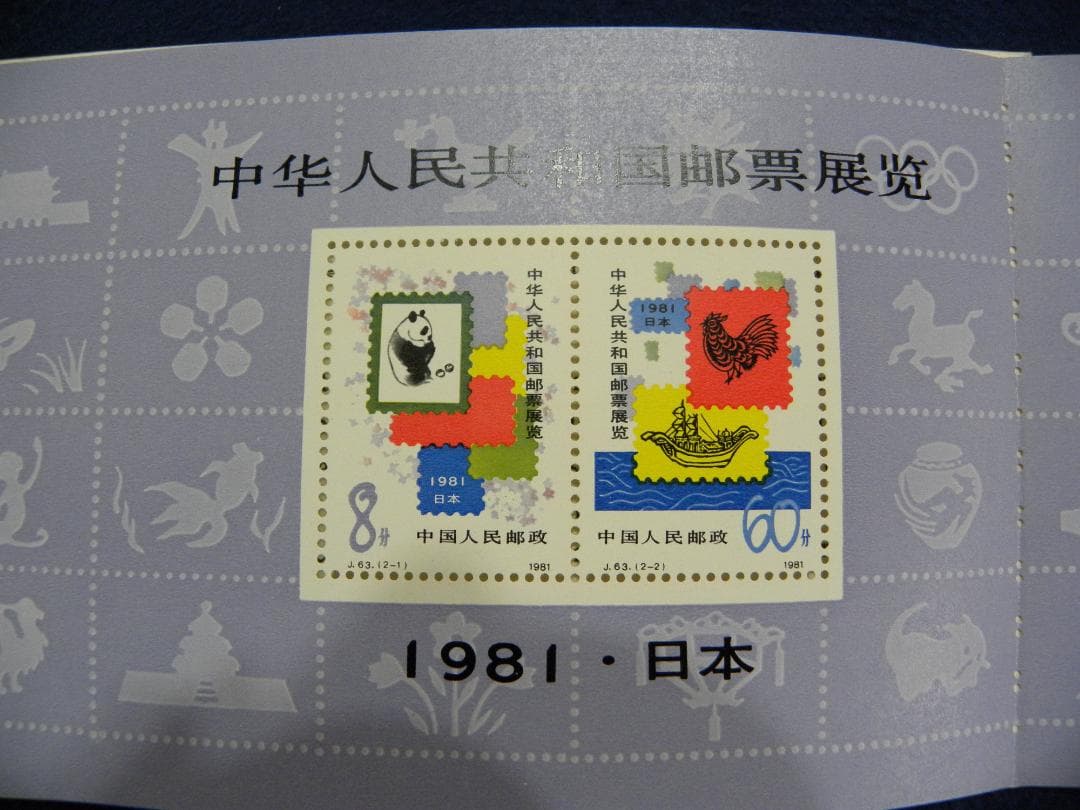 中华人民共和国邮票展览
中华人民共和国邮票展览
1981
日本
8分
中国人民邮政
J.63.(2-1)
1981
中华人民共和国邮票展览
1981
日本
60分
中国人民邮政
J.63.(2-2)
1981
1981·日本